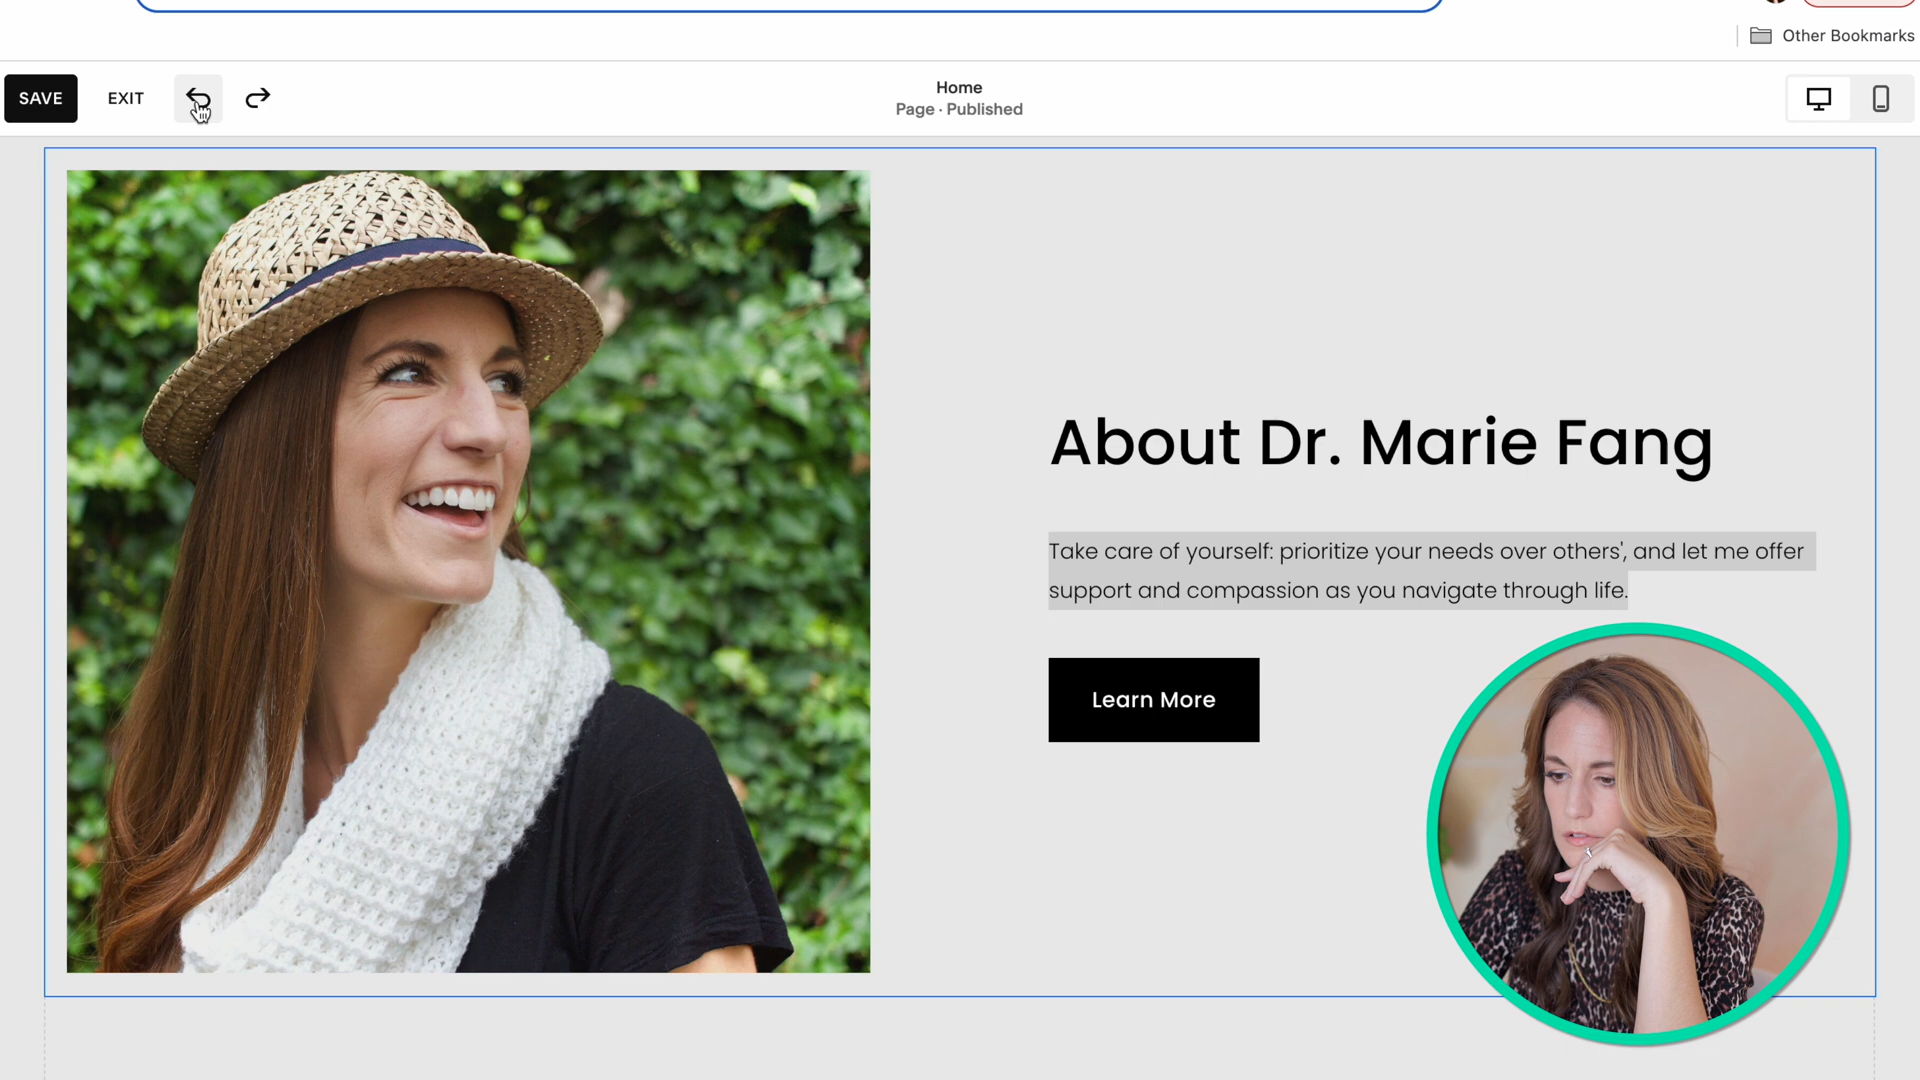 Other Bookmarks
SAVE
EXIT
Home
Page · Published
About Dr. Marie Fang
Take care of yourself: prioritize your needs over others', and let me offer
support and compassion as you navigate through life.
Learn More